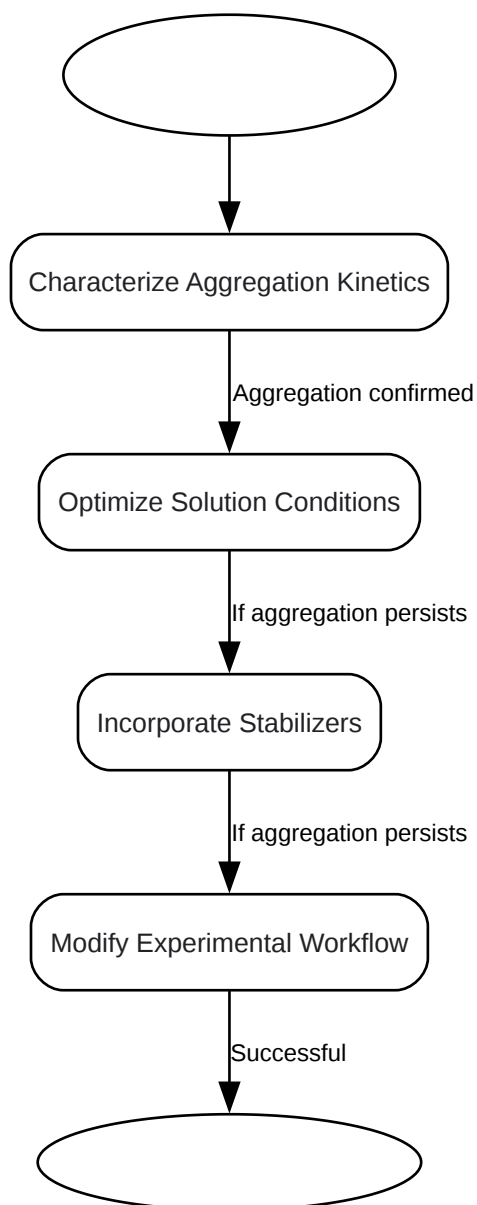 Characterize Aggregation Kinetics
Aggregation confirmed
Optimize Solution Conditions
If aggregation persists
Incorporate Stabilizers
If aggregation persists
Modify Experimental Workflow
Successful